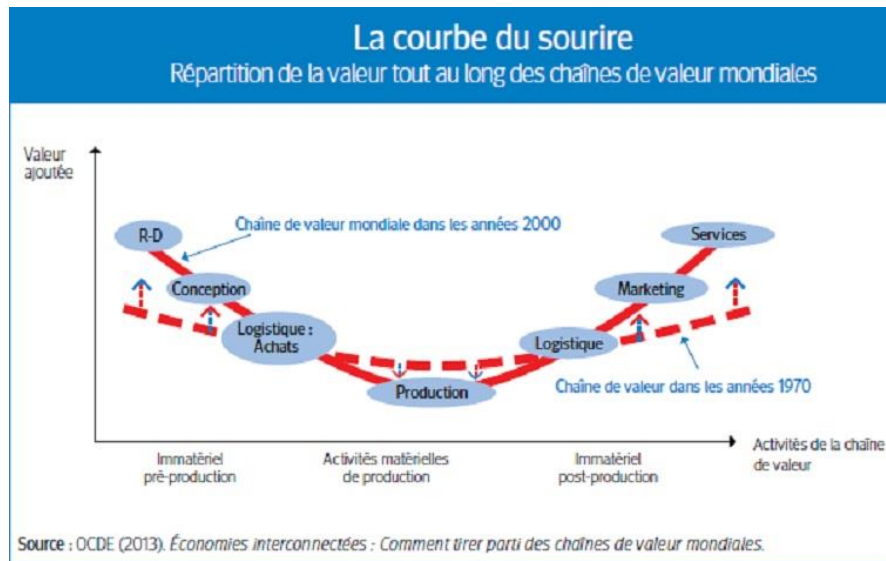 La courbe du sourire
Répartition de la valeur tout au long des chaînes de valeur mondiales
Valeur
ajoutée
Chaîne de valeur mondiale dans les années 2000
R-D
Services
Conception
Marketing
Logistique :
Achats
Logistique
Production
Chaîne de valeur dans les années 1970
Immatériel
pré-production
Activités matérielles
de production
Immatériel
post-production
Activités de la chaîne
de valeur
Source : OCDE (2013). Économies interconnectées : Comment tirer parti des chaînes de valeur mondiales.